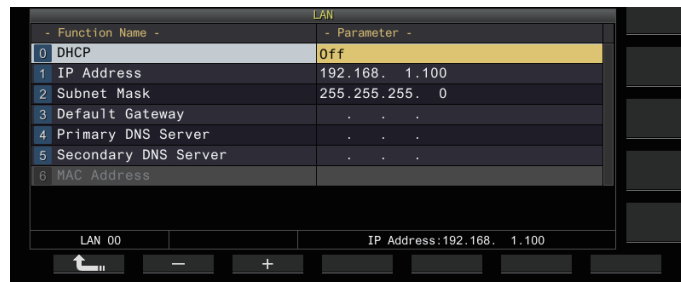 LAN
- Function Name - - Parameter -
0 DHCP Off
1 IP Address 192.168. 1.100
2 Subnet Mask 255.255.255. 0
3 Default Gateway . . .
4 Primary DNS Server . . .
5 Secondary DNS Server . . .
6 MAC Address
LAN 00 IP Address:192.168. 1.100
− +